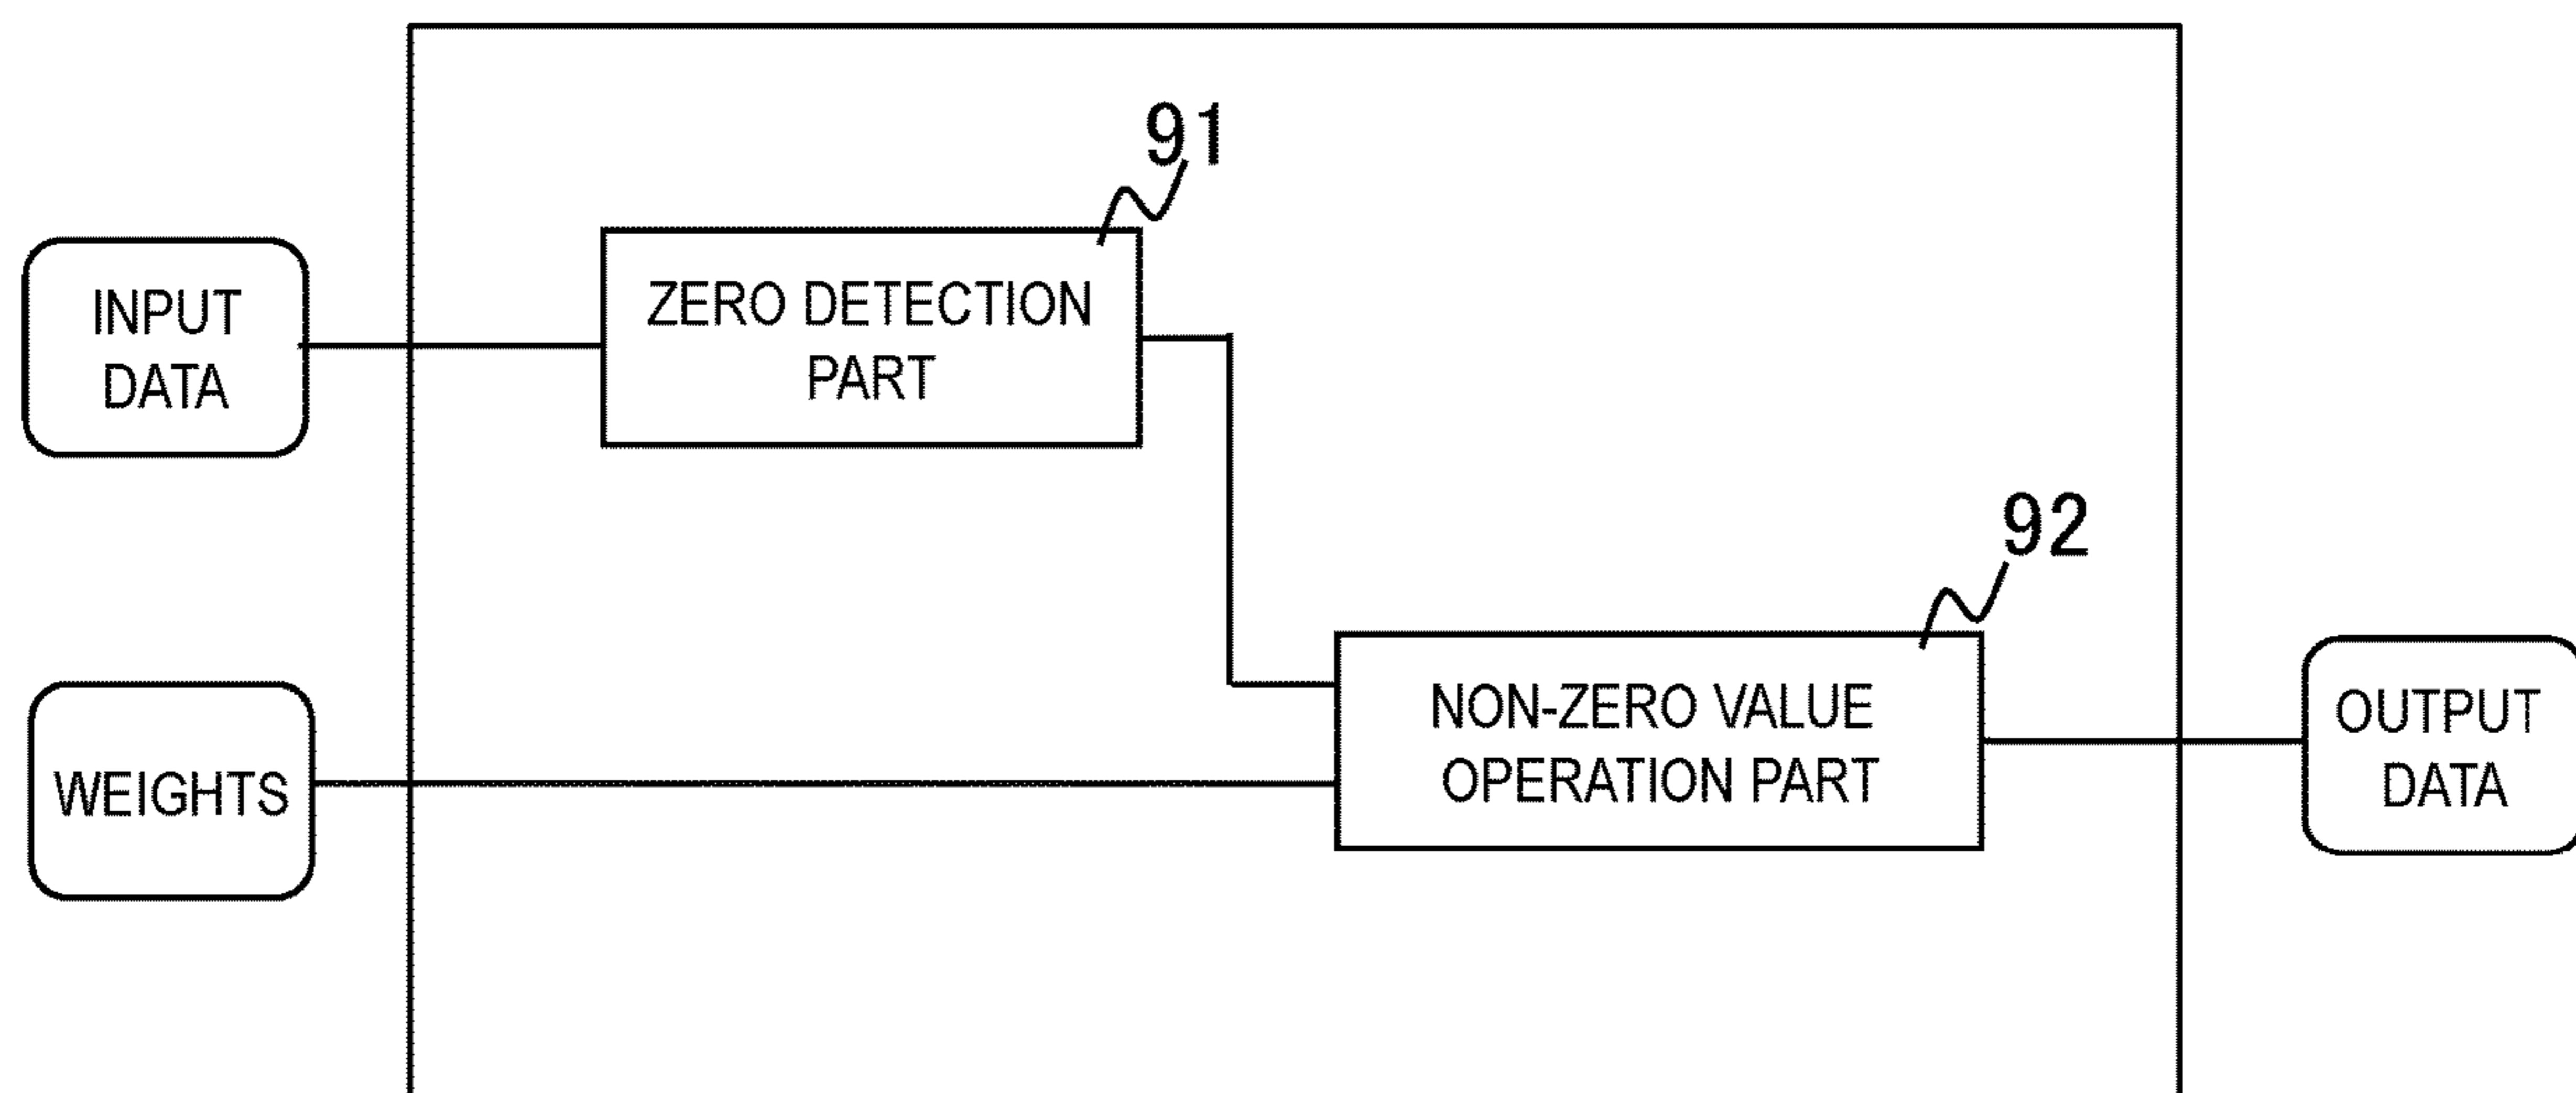 91
INPUT
DATA
ZERO DETECTION
PART
92
WEIGHTS
NON-ZERO VALUE
OPERATION PART
OUTPUT
DATA